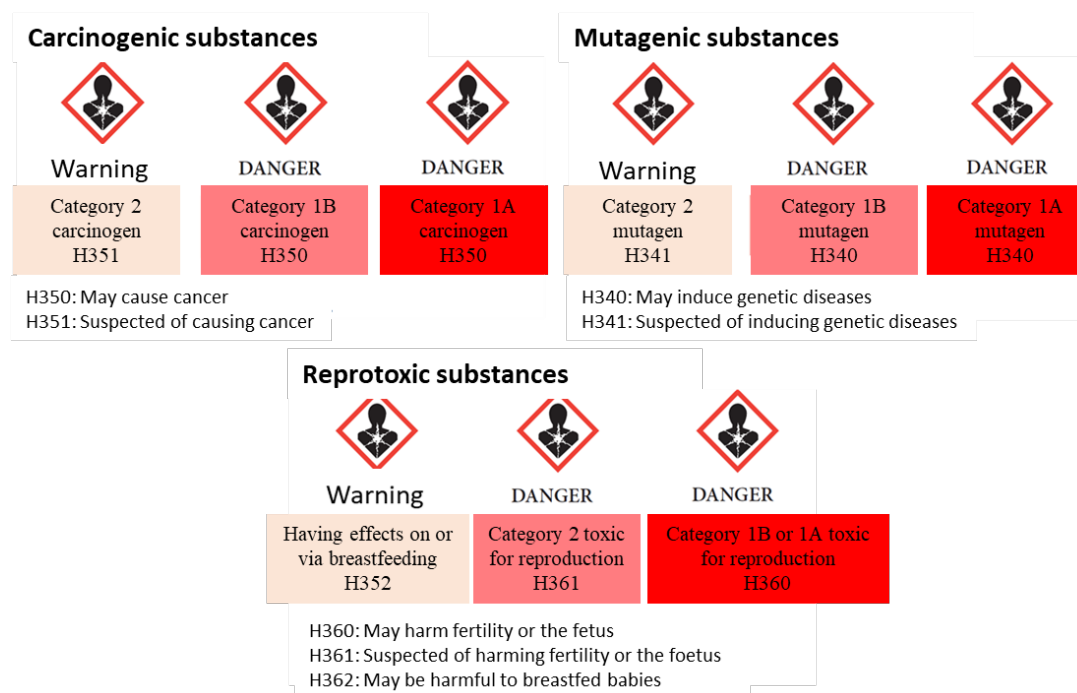 Carcinogenic substances
Warning
DANGER
DANGER
Category 2
carcinogen
H351
Category 1B
carcinogen
H350
Category 1A
carcinogen
H350
H350: May cause cancer
H351: Suspected of causing cancer
Mutagenic substances
Warning
DANGER
DANGER
Category 2
mutagen
H341
Category 1B
mutagen
H340
Category 1A
mutagen
H340
H340: May induce genetic diseases
H341: Suspected of inducing genetic diseases
Reprotoxic substances
Warning
DANGER
DANGER
Having effects on or
via breastfeeding
H352
Category 2 toxic
for reproduction
H361
Category 1B or 1A toxic
for reproduction
H360
H360: May harm fertility or the fetus
H361: Suspected of harming fertility or the foetus
H362: May be harmful to breastfed babies